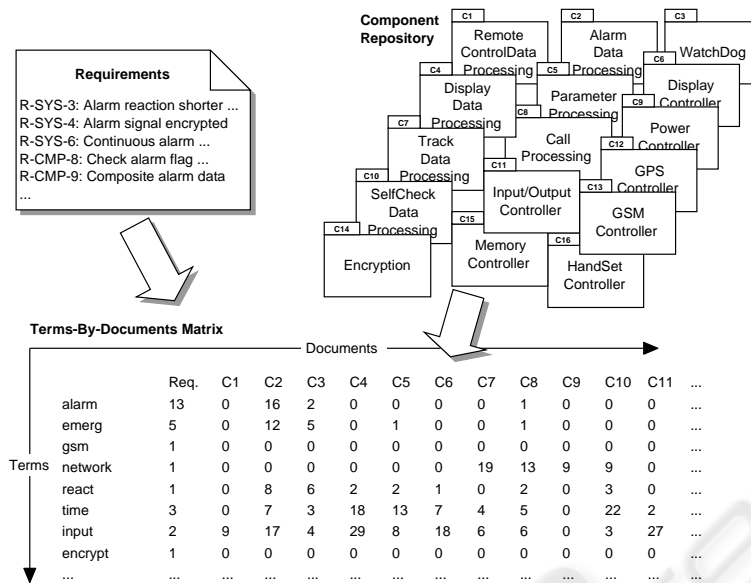 Component Repository
C1
Remote ControlData Processing
C2
Alarm Data Processing
C3
WatchDog
C4
Display Data Processing
C5
Parameter Processing
C6
Display Controller
C7
Track Data Processing
C8
Call Processing
C9
Power Controller
C10
SelfCheck Data Processing
C11
Input/Output Controller
C12
GPS Controller
C13
GSM Controller
C14
Encryption
C15
Memory Controller
C16
HandSet Controller
Requirements
R-SYS-3: Alarm reaction shorter ...
R-SYS-4: Alarm signal encrypted
R-SYS-6: Continuous alarm ...
R-CMP-8: Check alarm flag ...
R-CMP-9: Composite alarm data
...
Terms-By-Documents Matrix
Documents
Terms
Req. C1 C2 C3 C4 C5 C6 C7 C8 C9 C10 C11 ...
alarm 13 0 16 2 0 0 0 0 1 0 0 0 ...
emerg 5 0 12 5 0 1 0 0 1 0 0 0 ...
gsm 1 0 0 0 0 0 0 0 0 0 0 0 ...
network 1 0 0 0 0 0 0 19 13 9 9 0 ...
react 1 0 8 6 2 2 1 0 2 0 3 0 ...
time 3 0 7 3 18 13 7 4 5 0 22 2 ...
input 2 9 17 4 29 8 18 6 6 0 3 27 ...
encrypt 1 0 0 0 0 0 0 0 0 0 0 0 ...
... ... ... ... ... ... ... ... ... ... ... ... ... ...